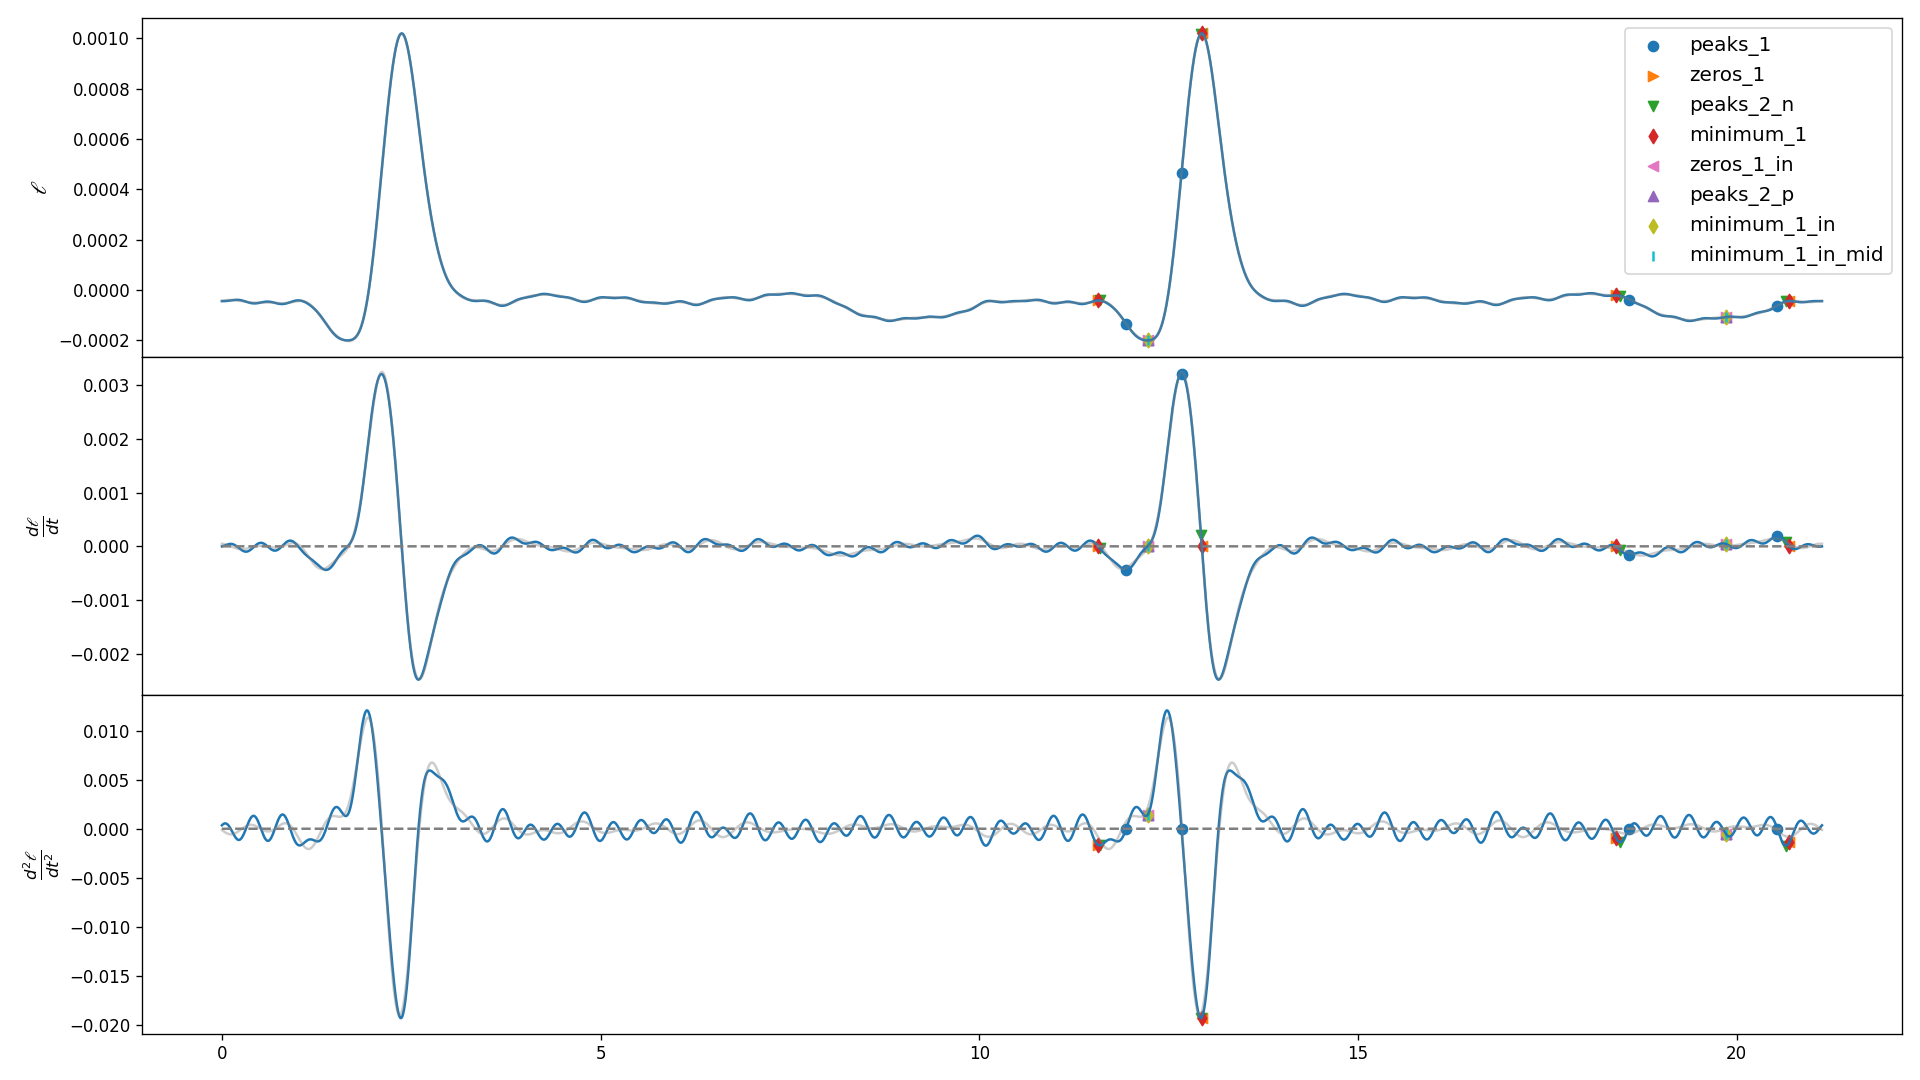 0.0010
0.0008
0.0006
0.0004
0.0002
0.0000
−0.0002
ℓ
peaks_1
zeros_1
peaks_2_n
minimum_1
zeros_1_in
peaks_2_p
minimum_1_in
minimum_1_in_mid
0.003
0.002
0.001
0.000
−0.001
−0.002
dℓ
dt
0.010
0.005
0.000
−0.005
−0.010
−0.015
−0.020
d²ℓ
dt²
0 5 10 15 20